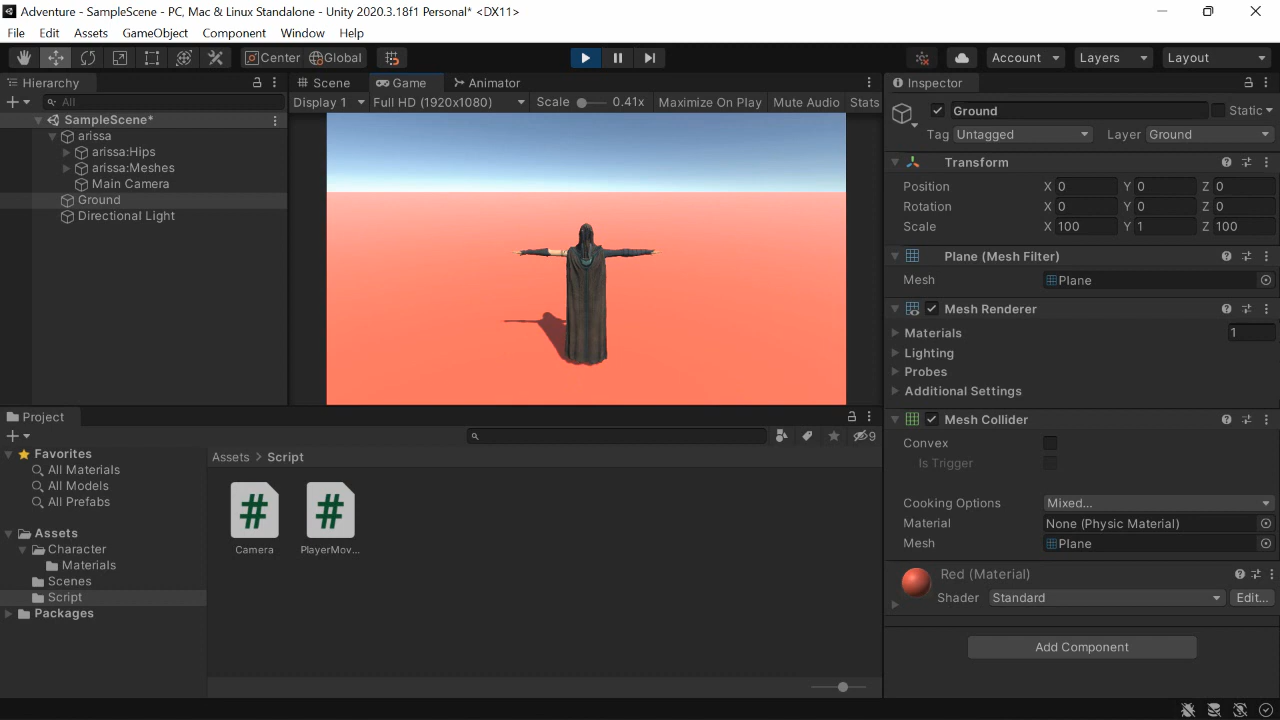 Adventure - SampleScene - PC, Mac & Linux Standalone - Unity 2020.3.18f1 Personal* <DX11>
File Edit Assets GameObject Component Window Help
Center Global Account Layers Layout
Hierarchy
All
SampleScene*
arissa
arissa:Hips
arissa:Meshes
Main Camera
Ground
Directional Light
Scene Game Animator
Display 1 Full HD (1920x1080) Scale 0.41x Maximize On Play Mute Audio Stats
Project
9
Favorites
All Materials
All Models
All Prefabs
Assets
Character
Materials
Scenes
Script
Packages
Assets > Script
# #
Camera PlayerMov...
Inspector
Ground Static
Tag Untagged Layer Ground
Transform
Position X 0 Y 0 Z 0
Rotation X 0 Y 0 Z 0
Scale X 100 Y 1 Z 100
Plane (Mesh Filter)
Mesh Plane
Mesh Renderer
Materials 1
Lighting
Probes
Additional Settings
Mesh Collider
Convex
Is Trigger
Cooking Options Mixed...
Material None (Physic Material)
Mesh Plane
Red (Material)
Shader Standard Edit...
Add Component